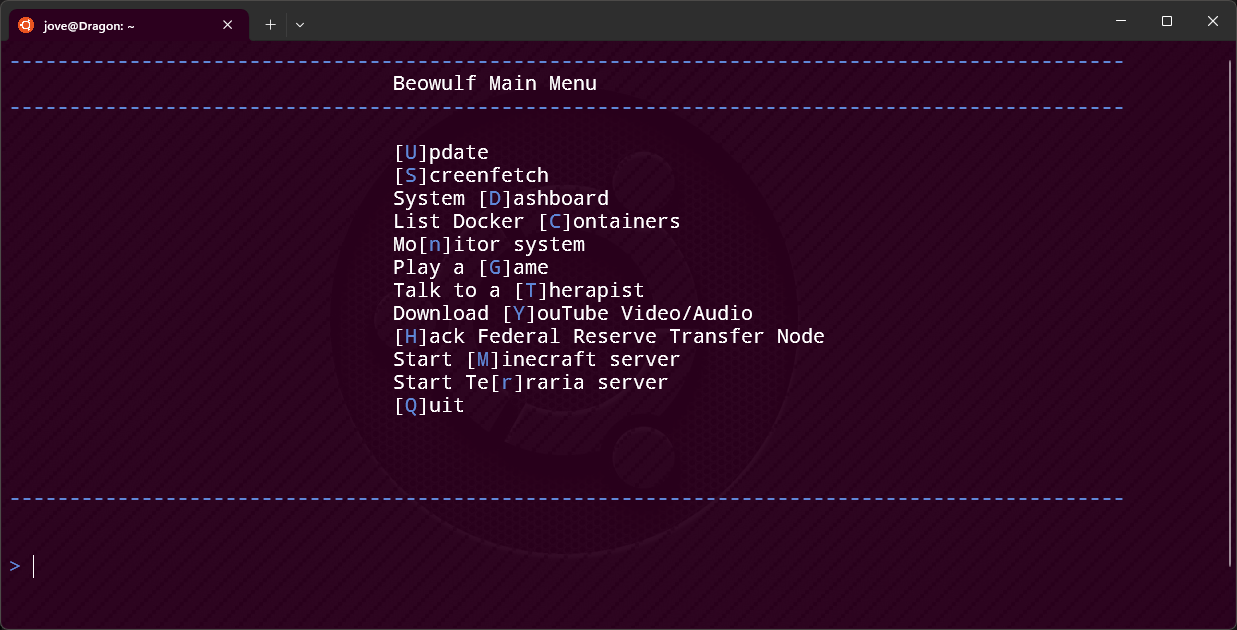 jove@Dragon: ~
Beowulf Main Menu
[U]pdate
[S]creenfetch
System [D]ashboard
List Docker [C]ontainers
Mo[n]itor system
Play a [G]ame
Talk to a [T]herapist
Download [Y]ouTube Video/Audio
[H]ack Federal Reserve Transfer Node
Start [M]inecraft server
Start Te[r]raria server
[Q]uit
>